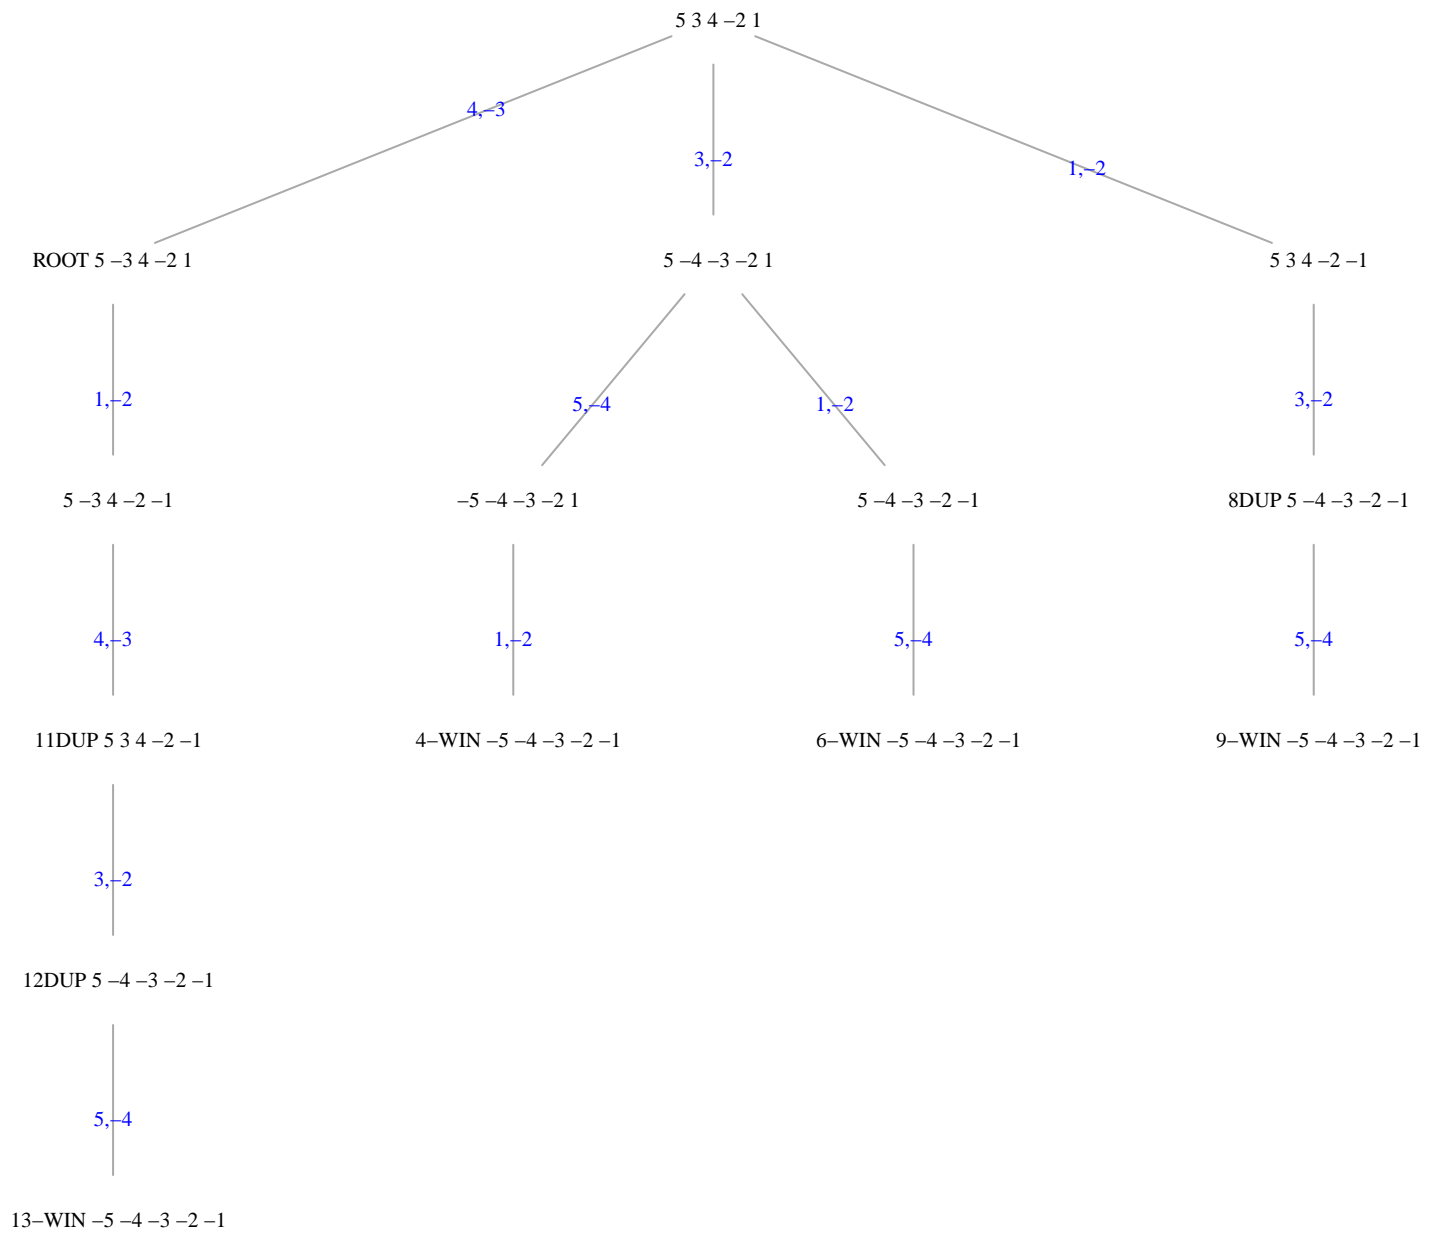 5 3 4 –2 1
4,–3
3,–2
1,–2
ROOT 5 –3 4 –2 1
5 –4 –3 –2 1
5 3 4 –2 –1
1,–2
5,–4
1,–2
3,–2
5 –3 4 –2 –1
–5 –4 –3 –2 1
5 –4 –3 –2 –1
8DUP 5 –4 –3 –2 –1
4,–3
1,–2
5,–4
5,–4
11DUP 5 3 4 –2 –1
4–WIN –5 –4 –3 –2 –1
6–WIN –5 –4 –3 –2 –1
9–WIN –5 –4 –3 –2 –1
3,–2
12DUP 5 –4 –3 –2 –1
5,–4
13–WIN –5 –4 –3 –2 –1